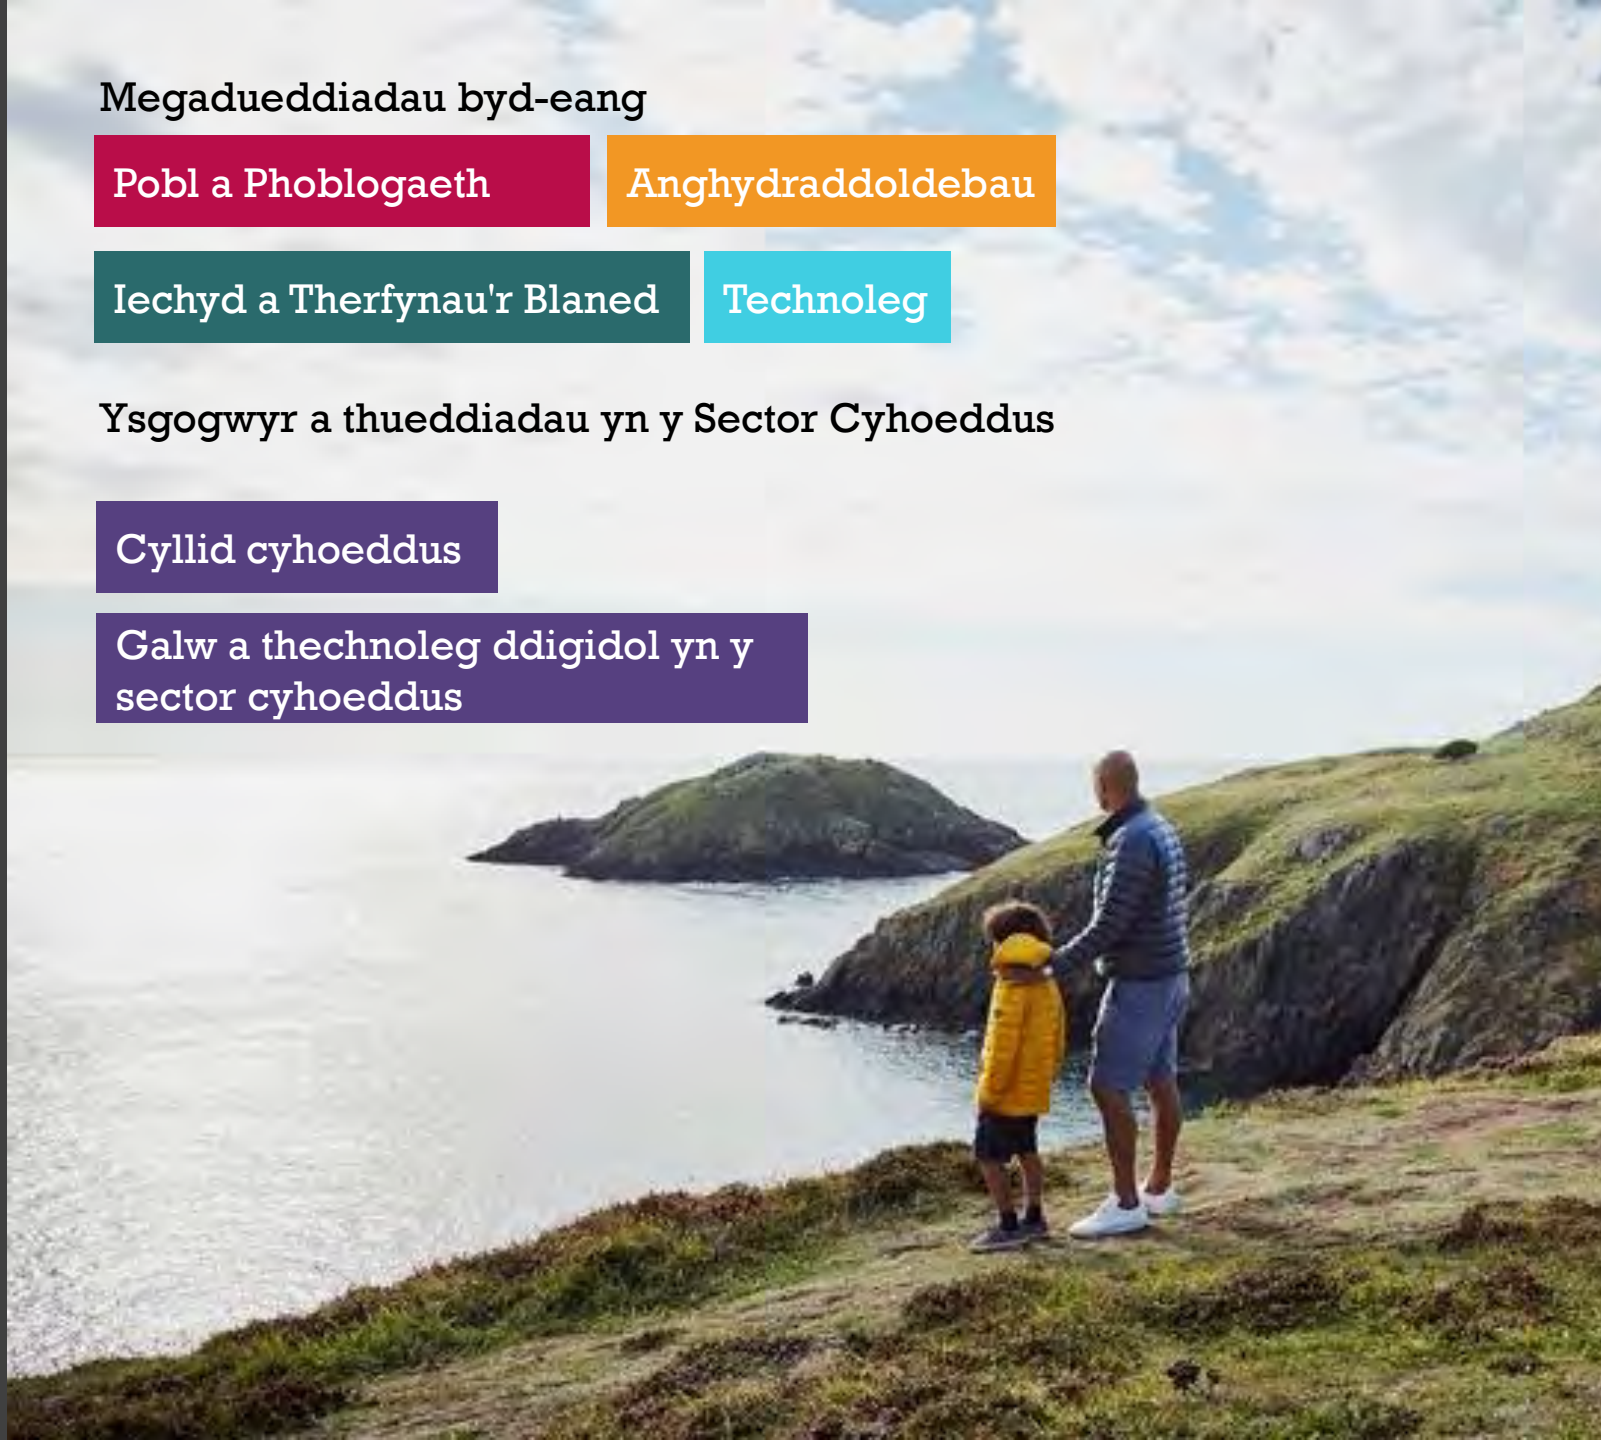 Megadueddiadau byd-eang
Pobl a Phoblogaeth
Anghydraddoldebau
Iechyd a Therfynau'r Blaned
Technoleg
Ysgogwyr a thueddiadau yn y Sector Cyhoeddus
Cyllid cyhoeddus
Galw a thechnoleg ddigidol yn y
sector cyhoeddus